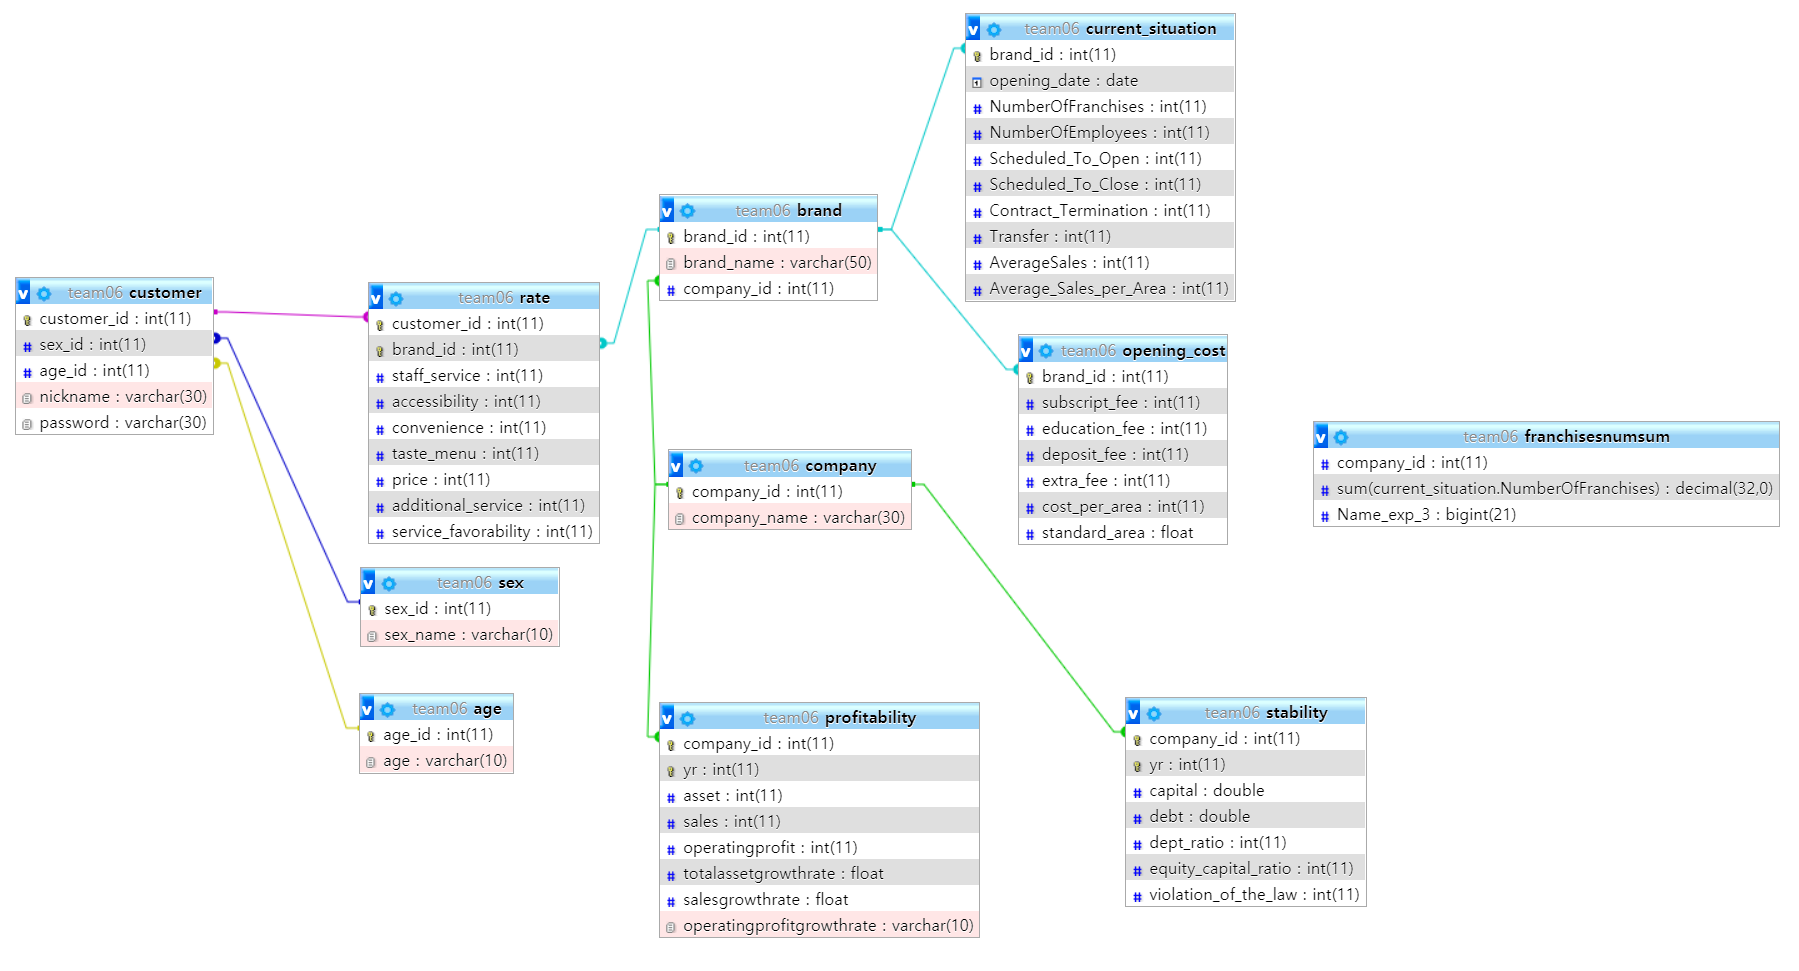 team06 current_situation
brand_id : int(11)
opening_date : date
NumberOfFranchises : int(11)
NumberOfEmployees : int(11)
Scheduled_To_Open : int(11)
Scheduled_To_Close : int(11)
Contract_Termination : int(11)
Transfer : int(11)
AverageSales : int(11)
Average_Sales_per_Area : int(11)
team06 brand
brand_id : int(11)
brand_name : varchar(50)
company_id : int(11)
team06 customer
customer_id : int(11)
sex_id : int(11)
age_id : int(11)
nickname : varchar(30)
password : varchar(30)
team06 rate
customer_id : int(11)
brand_id : int(11)
staff_service : int(11)
accessibility : int(11)
convenience : int(11)
taste_menu : int(11)
price : int(11)
additional_service : int(11)
service_favorability : int(11)
team06 opening_cost
brand_id : int(11)
subscript_fee : int(11)
education_fee : int(11)
deposit_fee : int(11)
extra_fee : int(11)
cost_per_area : int(11)
standard_area : float
team06 franchisesnumsum
company_id : int(11)
sum(current_situation.NumberOfFranchises) : decimal(32,0)
Name_exp_3 : bigint(21)
team06 company
company_id : int(11)
company_name : varchar(30)
team06 sex
sex_id : int(11)
sex_name : varchar(10)
team06 age
age_id : int(11)
age : varchar(10)
team06 profitability
company_id : int(11)
yr : int(11)
asset : int(11)
sales : int(11)
operatingprofit : int(11)
totalassetgrowthrate : float
salesgrowthrate : float
operatingprofitgrowthrate : varchar(10)
team06 stability
company_id : int(11)
yr : int(11)
capital : double
debt : double
dept_ratio : int(11)
equity_capital_ratio : int(11)
violation_of_the_law : int(11)